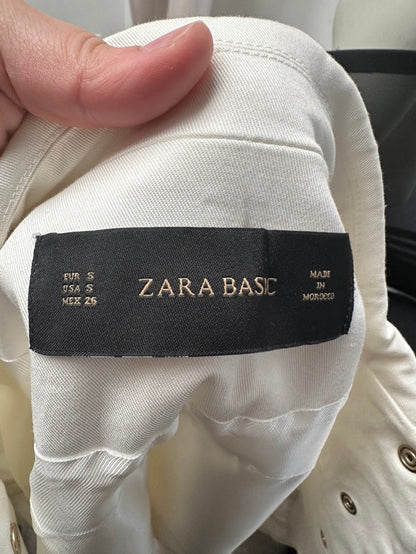 EUR S
USA S
MEX 26
ZARA BASIC
MADE
IN
MOROCCO